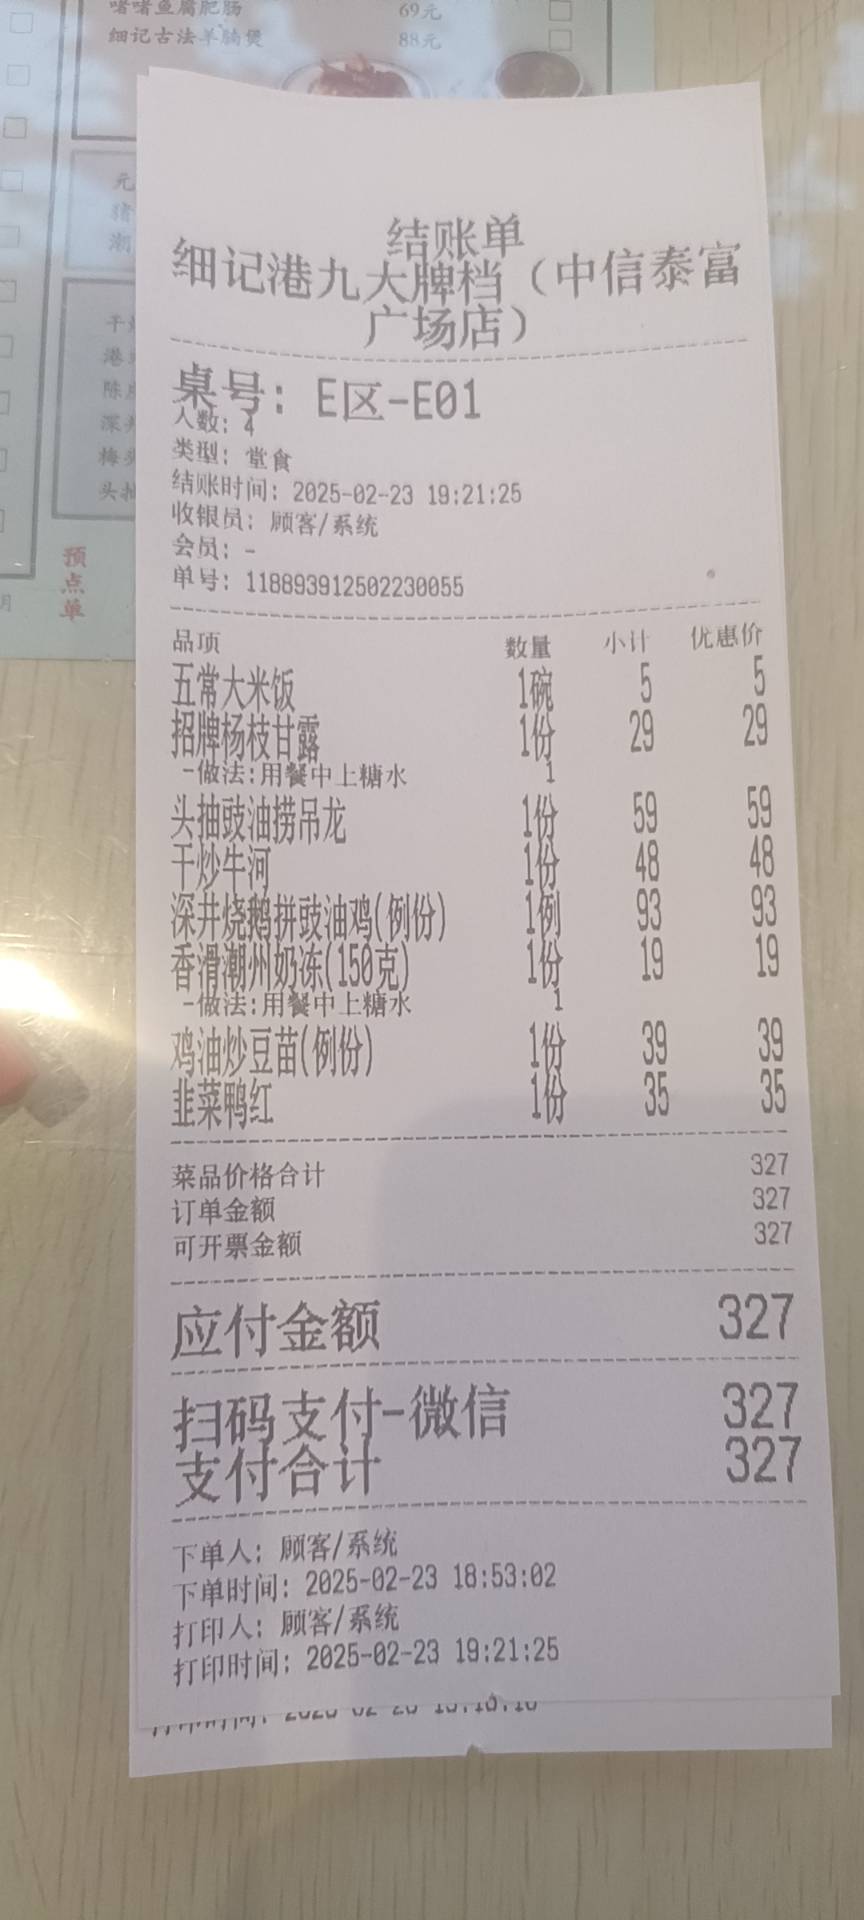 啫啫鱼腐肥肠 69元
细记古法羊腩煲 88元
元
猪
潮
干
港
陈
深井
梅
头抽
预点单
月
结账单
细记港九大牌档（中信泰富
广场店）
桌号: E区-E01
人数: 4
类型: 堂食
结账时间: 2025-02-23 19:21:25
收银员: 顾客/系统
会员: -
单号: 118893912502230055
品项 数量 小计 优惠价
五常大米饭 1碗 5 5
招牌杨枝甘露 1份 29 29
-做法:用餐中上糖水 1
头抽豉油捞吊龙 1份 59 59
干炒牛河 1份 48 48
深井烧鹅拼豉油鸡(例份) 1例 93 93
香滑潮州奶冻(150克) 1份 19 19
-做法:用餐中上糖水 1
鸡油炒豆苗(例份) 1份 39 39
韭菜鸭红 1份 35 35
菜品价格合计 327
订单金额 327
可开票金额 327
应付金额 327
扫码支付-微信 327
支付合计 327
下单人: 顾客/系统
下单时间: 2025-02-23 18:53:02
打印人: 顾客/系统
打印时间: 2025-02-23 19:21:25